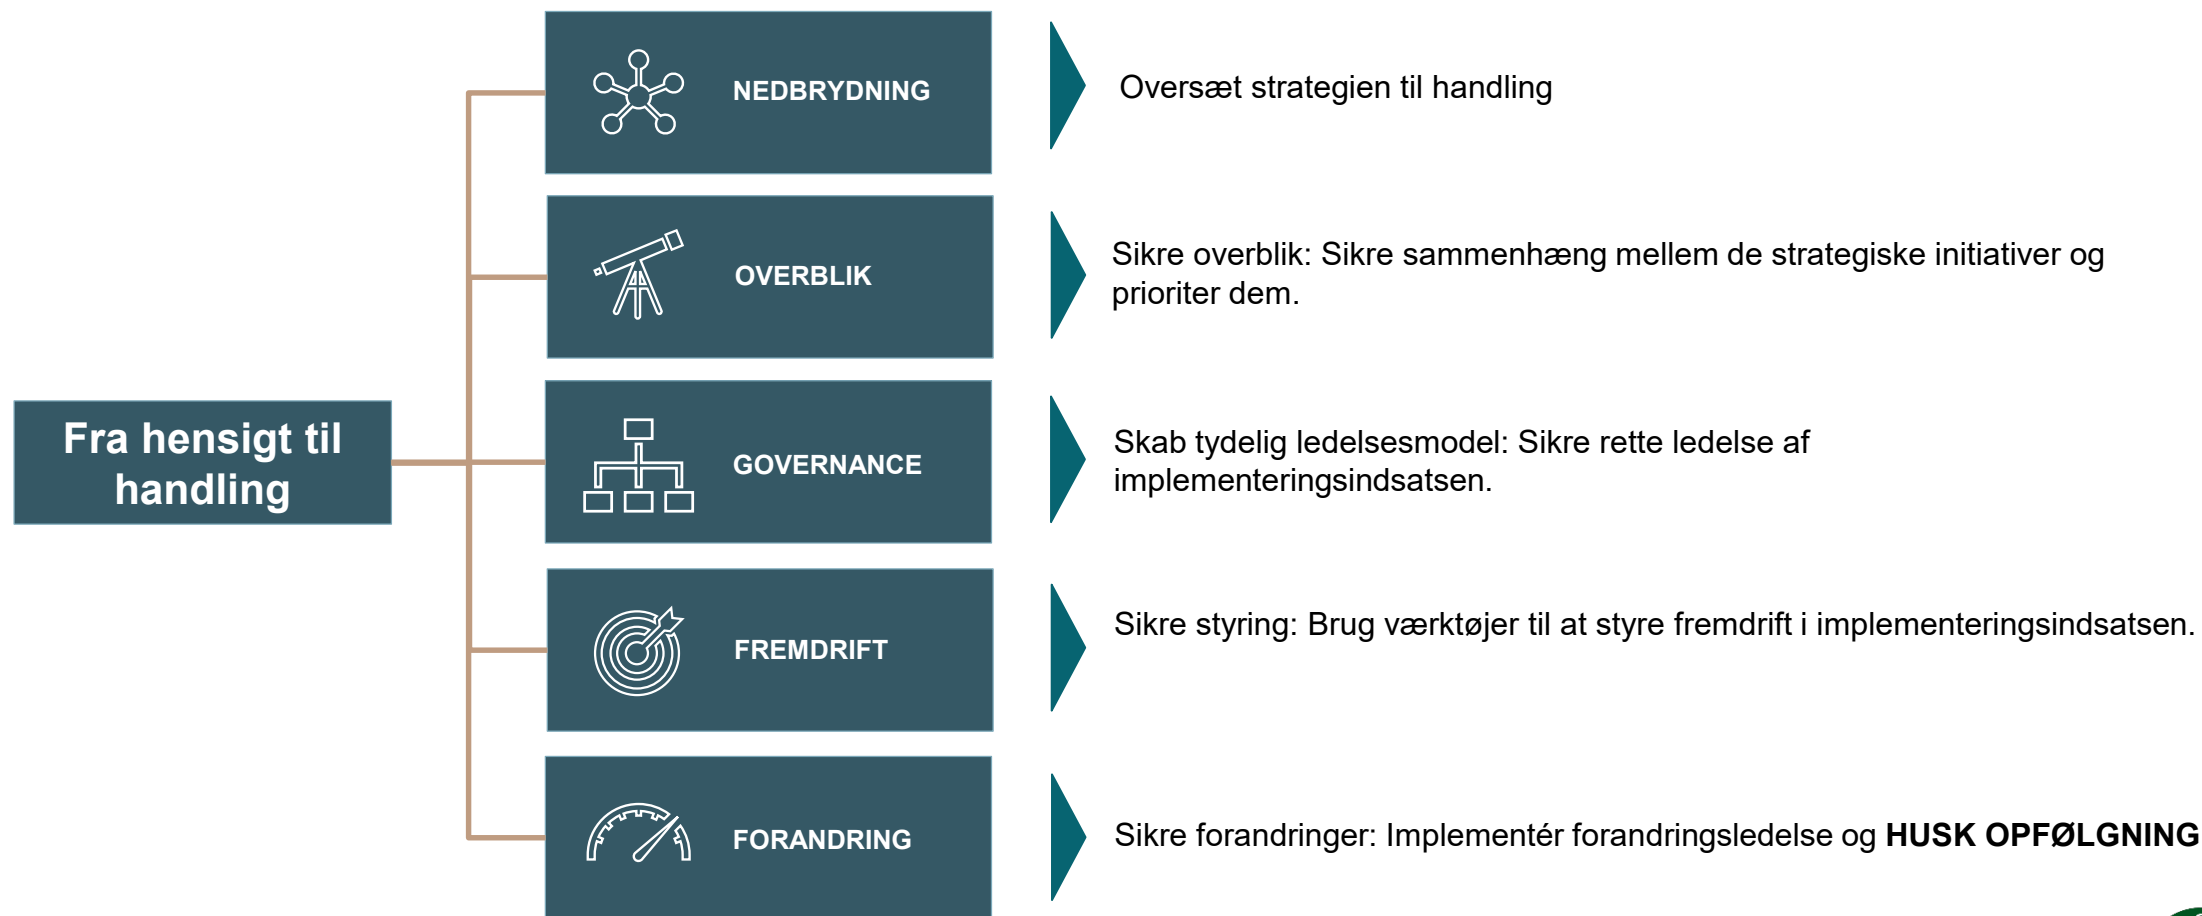 Fra hensigt til
handling
NEDBRYDNING
Oversæt strategien til handling
OVERBLIK
Sikre overblik: Sikre sammenhæng mellem de strategiske initiativer og
prioriter dem.
GOVERNANCE
Skab tydelig ledelsesmodel: Sikre rette ledelse af
implementeringsindsatsen.
FREMDRIFT
Sikre styring: Brug værktøjer til at styre fremdrift i implementeringsindsatsen.
FORANDRING
Sikre forandringer: Implementér forandringsledelse og HUSK OPFØLGNING